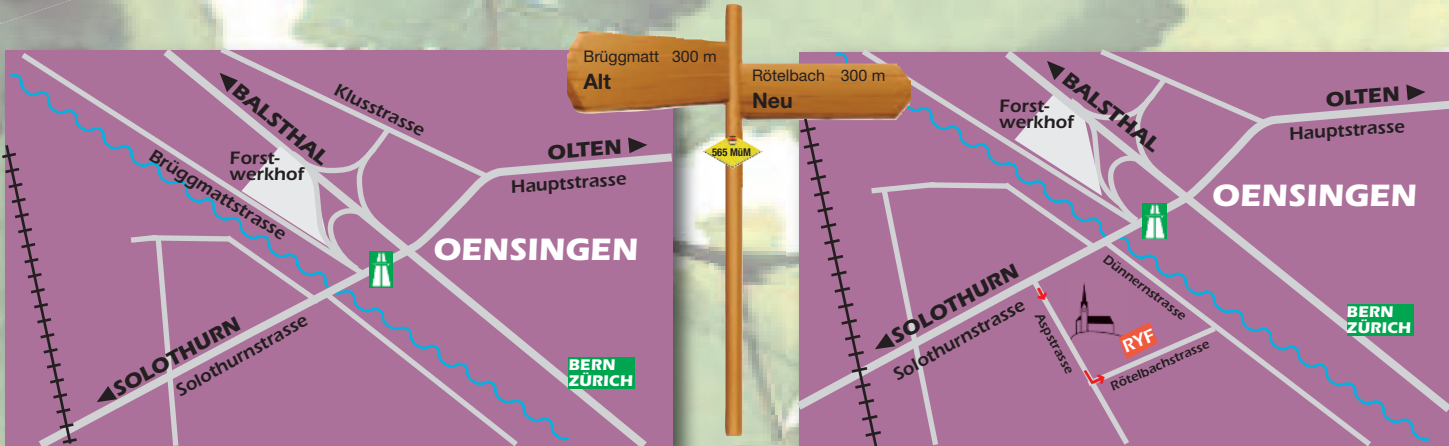 BALSTHAL
Klusstrasse
Forst-
werkhof
Brüggmattstrasse
OLTEN
Hauptstrasse
OENSINGEN
SOLOTHURN
Solothurnstrasse
BERN
ZÜRICH
Brüggmatt 300 m
Alt
Rötelbach 300 m
Neu
565 MüM
BALSTHAL
Forst-
werkhof
OLTEN
Hauptstrasse
OENSINGEN
SOLOTHURN
Solothurnstrasse
Dünnernstrasse
Aspstrasse
RYF
Rötelbachstrasse
BERN
ZÜRICH